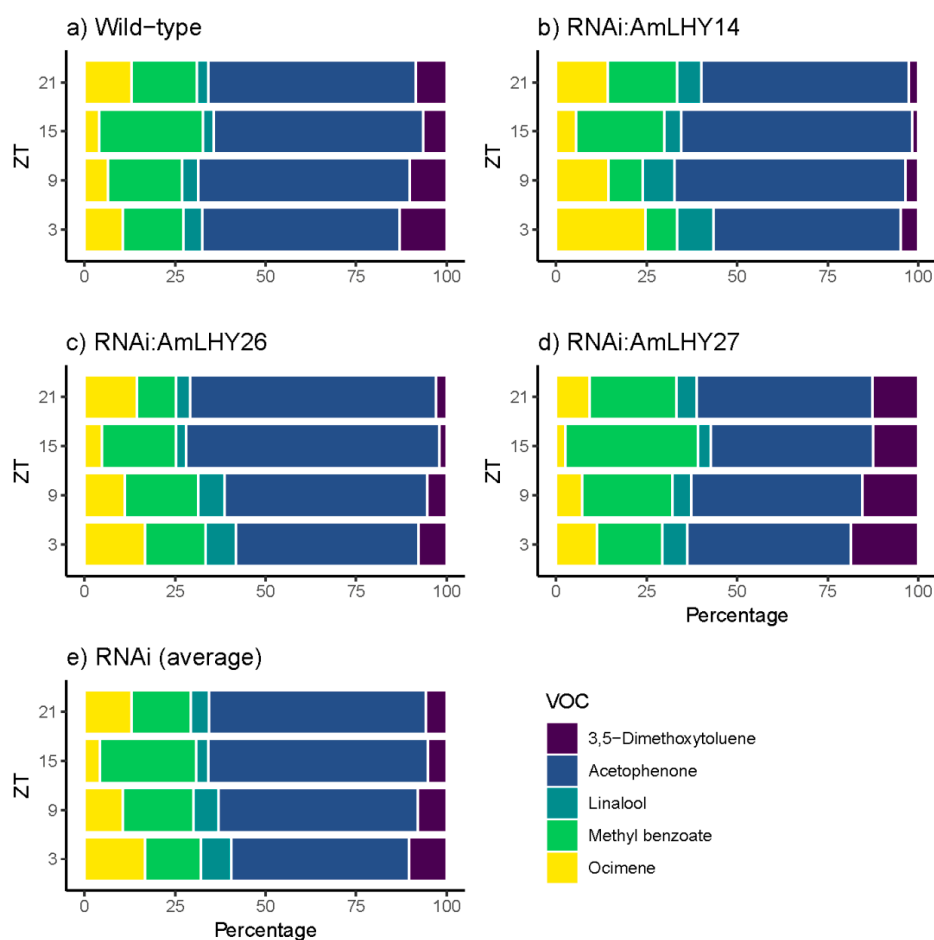 a) Wild−type
ZT
21
15
9
3
0
25
50
75
100
b) RNAi:AmLHY14
ZT
21
15
9
3
0
25
50
75
100
c) RNAi:AmLHY26
ZT
21
15
9
3
0
25
50
75
100
d) RNAi:AmLHY27
ZT
21
15
9
3
0
25
50
75
100
Percentage
e) RNAi (average)
ZT
21
15
9
3
0
25
50
75
100
Percentage
VOC
3,5−Dimethoxytoluene
Acetophenone
Linalool
Methyl benzoate
Ocimene